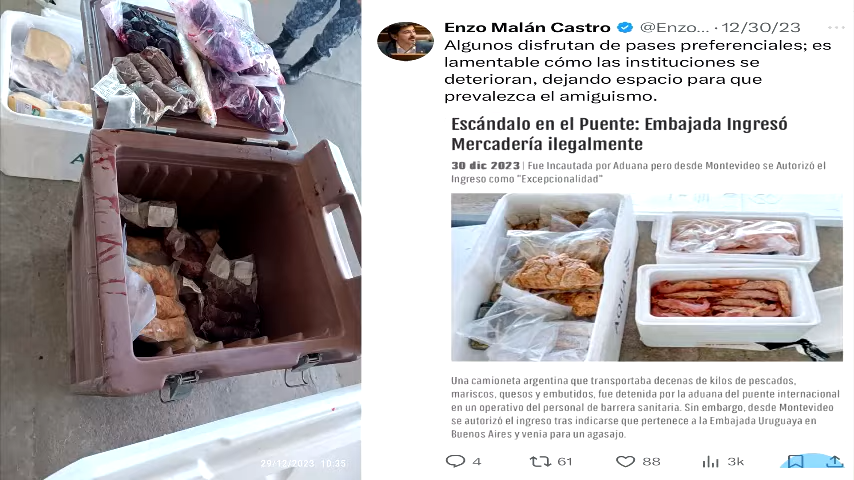 Enzo Malán Castro @Enzo... · 12/30/23 ...
Algunos disfrutan de pases preferenciales; es
lamentable cómo las instituciones se
deterioran, dejando espacio para que
prevalezca el amiguismo.
Escándalo en el Puente: Embajada Ingresó
Mercadería ilegalmente
30 dic 2023 | Fue Incautada por Aduana pero desde Montevideo se Autorizó el
Ingreso como "Excepcionalidad"
Una camioneta argentina que transportaba decenas de kilos de pescados,
mariscos, quesos y embutidos, fue detenida por la aduana del puente internacional
en un operativo del personal de barrera sanitaria. Sin embargo, desde Montevideo
se autorizó el ingreso tras indicarse que pertenece a la Embajada Uruguaya en
Buenos Aires y venía para un agasajo.
4 61 88 3k
29/12/2023 10:35